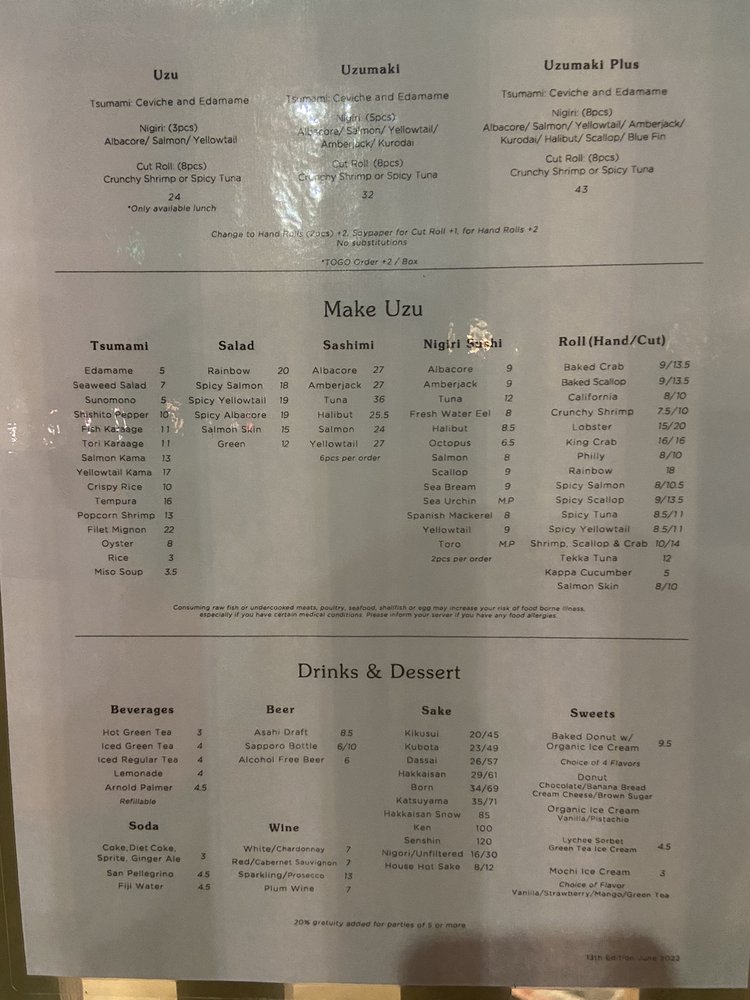 Uzu
Tsumami: Ceviche and Edamame
Nigiri: (3pcs)
Albacore/ Salmon/ Yellowtail
Cut Roll: (8pcs)
Crunchy Shrimp or Spicy Tuna
24
*Only available lunch
Uzumaki
Tsumami: Ceviche and Edamame
Nigiri: (5pcs)
Albacore/ Salmon/ Yellowtail/
Amberjack/ Kurodai
Cut Roll: (8pcs)
Crunchy Shrimp or Spicy Tuna
32
Uzumaki Plus
Tsumami: Ceviche and Edamame
Nigiri: (8pcs)
Albacore/ Salmon/ Yellowtail/ Amberjack/
Kurodai/ Halibut/ Scallop/ Blue Fin
Cut Roll: (8pcs)
Crunchy Shrimp or Spicy Tuna
43
Change to Hand Rolls (2pcs) +2, Soypaper for Cut Roll +1, for Hand Rolls +2
No substitutions
*TOGO Order +2 / Box
Make Uzu
Tsumami
Edamame 5
Seaweed Salad 7
Sunomono 5
Shishito Pepper 10
Fish Karaage 11
Tori Karaage 11
Salmon Kama 13
Yellowtail Kama 17
Crispy Rice 10
Tempura 16
Popcorn Shrimp 13
Filet Mignon 22
Oyster 8
Rice 3
Miso Soup 3.5
Salad
Rainbow 20
Spicy Salmon 18
Spicy Yellowtail 19
Spicy Albacore 19
Salmon Skin 15
Green 12
Sashimi
Albacore 27
Amberjack 27
Tuna 36
Halibut 25.5
Salmon 24
Yellowtail 27
6pcs per order
Nigiri Sushi
Albacore 9
Amberjack 9
Tuna 12
Fresh Water Eel 8
Halibut 8.5
Octopus 6.5
Salmon 8
Scallop 9
Sea Bream 9
Sea Urchin M.P
Spanish Mackerel 8
Yellowtail 9
Toro M.P
2pcs per order
Roll (Hand/Cut)
Baked Crab 9/13.5
Baked Scallop 9/13.5
California 8/10
Crunchy Shrimp 7.5/10
Lobster 15/20
King Crab 16/16
Philly 8/10
Rainbow 18
Spicy Salmon 8/10.5
Spicy Scallop 9/13.5
Spicy Tuna 8.5/11
Spicy Yellowtail 8.5/11
Shrimp, Scallop & Crab 10/14
Tekka Tuna 12
Kappa Cucumber 5
Salmon Skin 8/10
Consuming raw fish or undercooked meats, poultry, seafood, shellfish or egg may increase your risk of food borne illness,
especially if you have certain medical conditions. Please inform your server if you have any food allergies.
Drinks & Dessert
Beverages
Hot Green Tea 3
Iced Green Tea 4
Iced Regular Tea 4
Lemonade 4
Arnold Palmer 4.5
Refillable
Soda
Coke, Diet Coke,
Sprite, Ginger Ale 3
San Pellegrino 4.5
Fiji Water 4.5
Beer
Asahi Draft 8.5
Sapporo Bottle 6/10
Alcohol Free Beer 6
Wine
White/Chardonnay 7
Red/Cabernet Sauvignon 7
Sparkling/Prosecco 13
Plum Wine 7
Sake
Kikusui 20/45
Kubota 23/49
Dassai 26/57
Hakkaisan 29/61
Born 34/69
Katsuyama 35/71
Hakkaisan Snow 85
Ken 100
Senshin 120
Nigori/Unfiltered 16/30
House Hot Sake 8/12
Sweets
Baked Donut w/
Organic Ice Cream 9.5
Choice of 4 Flavors
Donut
Chocolate/Banana Bread
Cream Cheese/Brown Sugar
Organic Ice Cream
Vanilla/Pistachio
Lychee Sorbet
Green Tea Ice Cream 4.5
Mochi Ice Cream 3
Choice of Flavor
Vanilla/Strawberry/Mango/Green Tea
20% gratuity added for parties of 5 or more
13th Edition June 2022